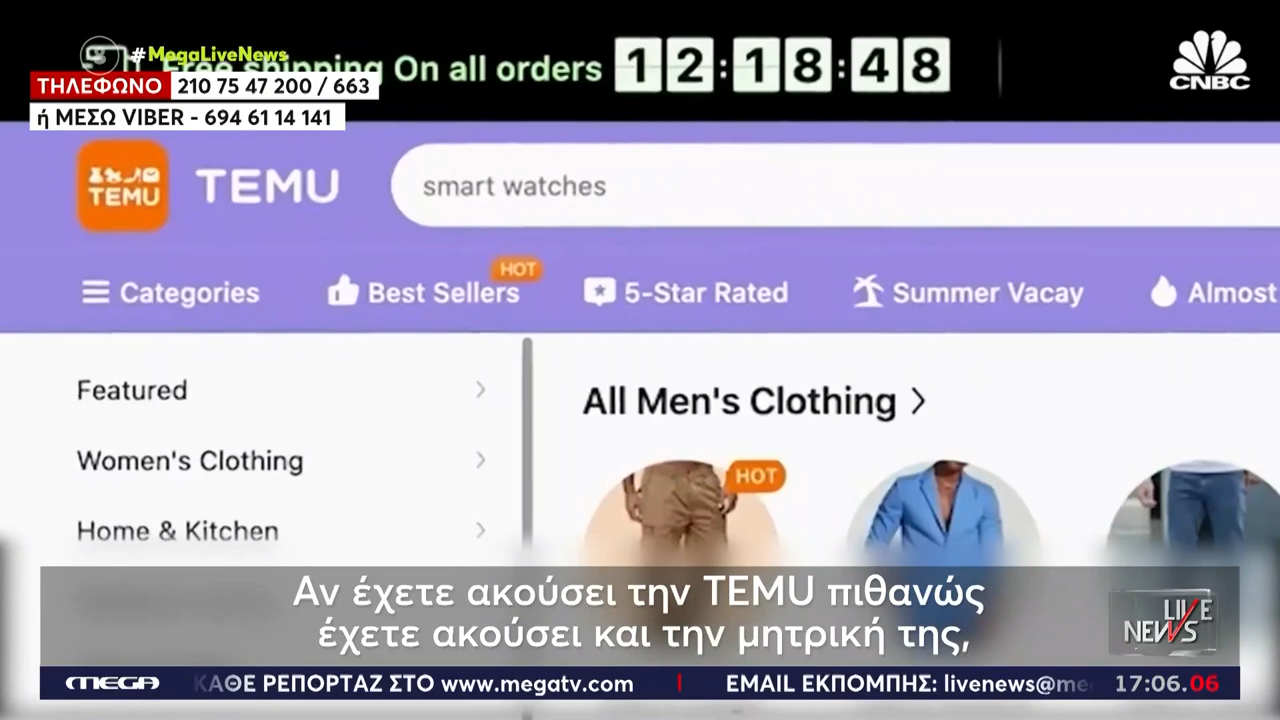 #MegaLiveNews
Free shipping On all orders 12:18:48
CNBC
ΤΗΛΕΦΩΝΟ 210 75 47 200 / 663
ή ΜΕΣΩ VIBER - 694 61 14 141
TEMU TEMU smart watches
HOT
Categories Best Sellers 5-Star Rated Summer Vacay Almost
Featured
All Men's Clothing >
Women's Clothing
HOT
Home & Kitchen
Αν έχετε ακούσει την TEMU πιθανώς
έχετε ακούσει και την μητρική της,
LIVE
NEWS
MEGA ΚΑΘΕ ΡΕΠΟΡΤΑΖ ΣΤΟ www.megatv.com | EMAIL ΕΚΠΟΜΠΗΣ: livenews@me 17:06.06